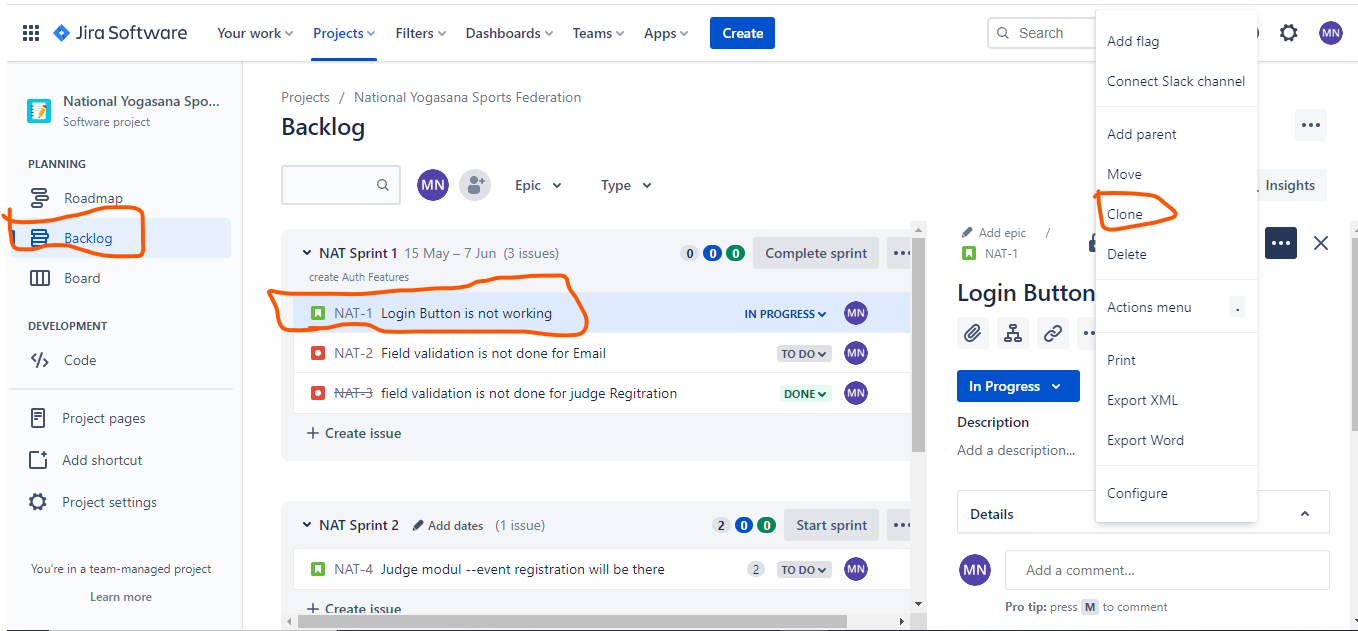 Jira Software Your work Projects Filters Dashboards Teams Apps Create Search MN
National Yogasana Spo...
Software project
PLANNING
Roadmap
Backlog
Board
DEVELOPMENT
Code
Project pages
Add shortcut
Project settings
You're in a team-managed project
Learn more
Projects / National Yogasana Sports Federation
Backlog
MN Epic Type
Insights
NAT Sprint 1 15 May – 7 Jun (3 issues) 0 0 0 Complete sprint
create Auth Features
NAT-1 Login Button is not working IN PROGRESS MN
NAT-2 Field validation is not done for Email TO DO MN
NAT-3 field validation is not done for judge Regitration DONE MN
+ Create issue
NAT Sprint 2 Add dates (1 issue) 2 0 0 Start sprint
NAT-4 Judge modul --event registration will be there 2 TO DO MN
+ Create issue
Add epic /
NAT-1
Login Button
In Progress
Description
Add a description...
Details
MN Add a comment...
Pro tip: press M to comment
Add flag
Connect Slack channel
Add parent
Move
Clone
Delete
Actions menu .
Print
Export XML
Export Word
Configure